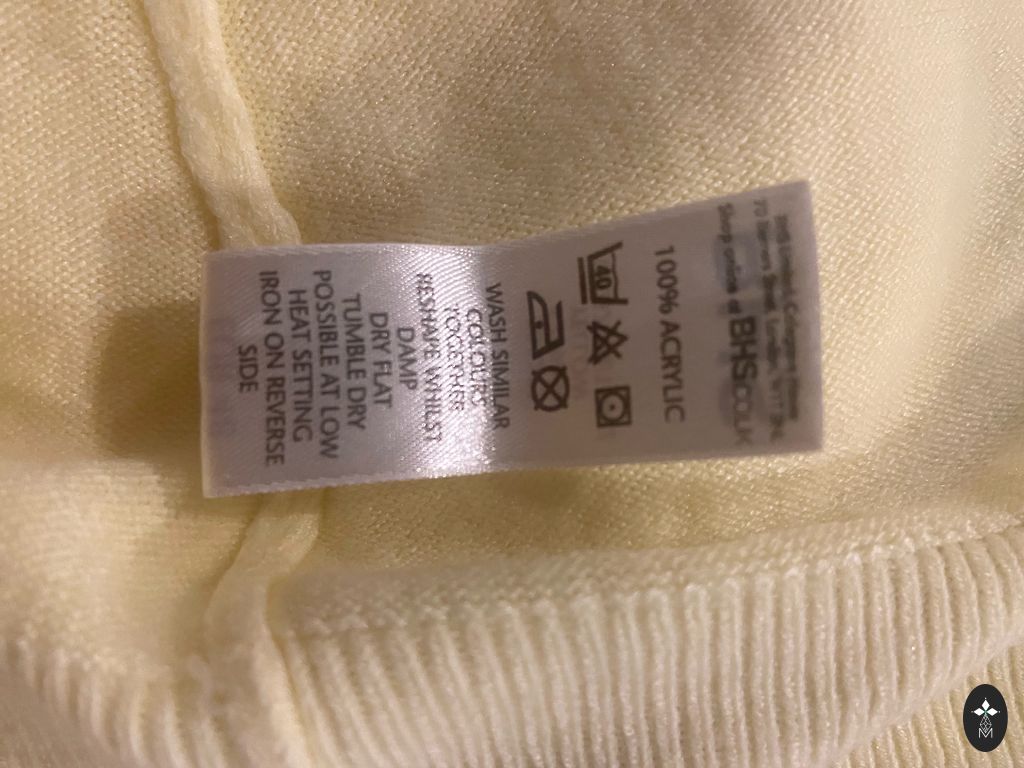 London
Shop online at BHS.CO.UK
100% ACRYLIC
40
WASH SIMILAR
COLOURS
TOGETHER
RESHAPE WHILST
DAMP
DRY FLAT
TUMBLE DRY
POSSIBLE AT LOW
HEAT SETTING
IRON ON REVERSE
SIDE
M